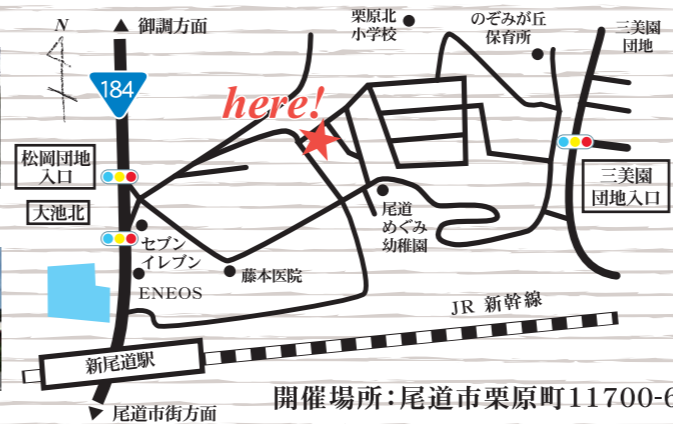 N
御調方面
184
栗原北
小学校
のぞみが丘
保育所
三美園
団地
here!
松岡団地
入口
大池北
三美園
団地入口
尾道
めぐみ
幼稚園
セブン
イレブン
藤本医院
ENEOS
JR 新幹線
新尾道駅
尾道市街方面
開催場所：尾道市栗原町11700-6